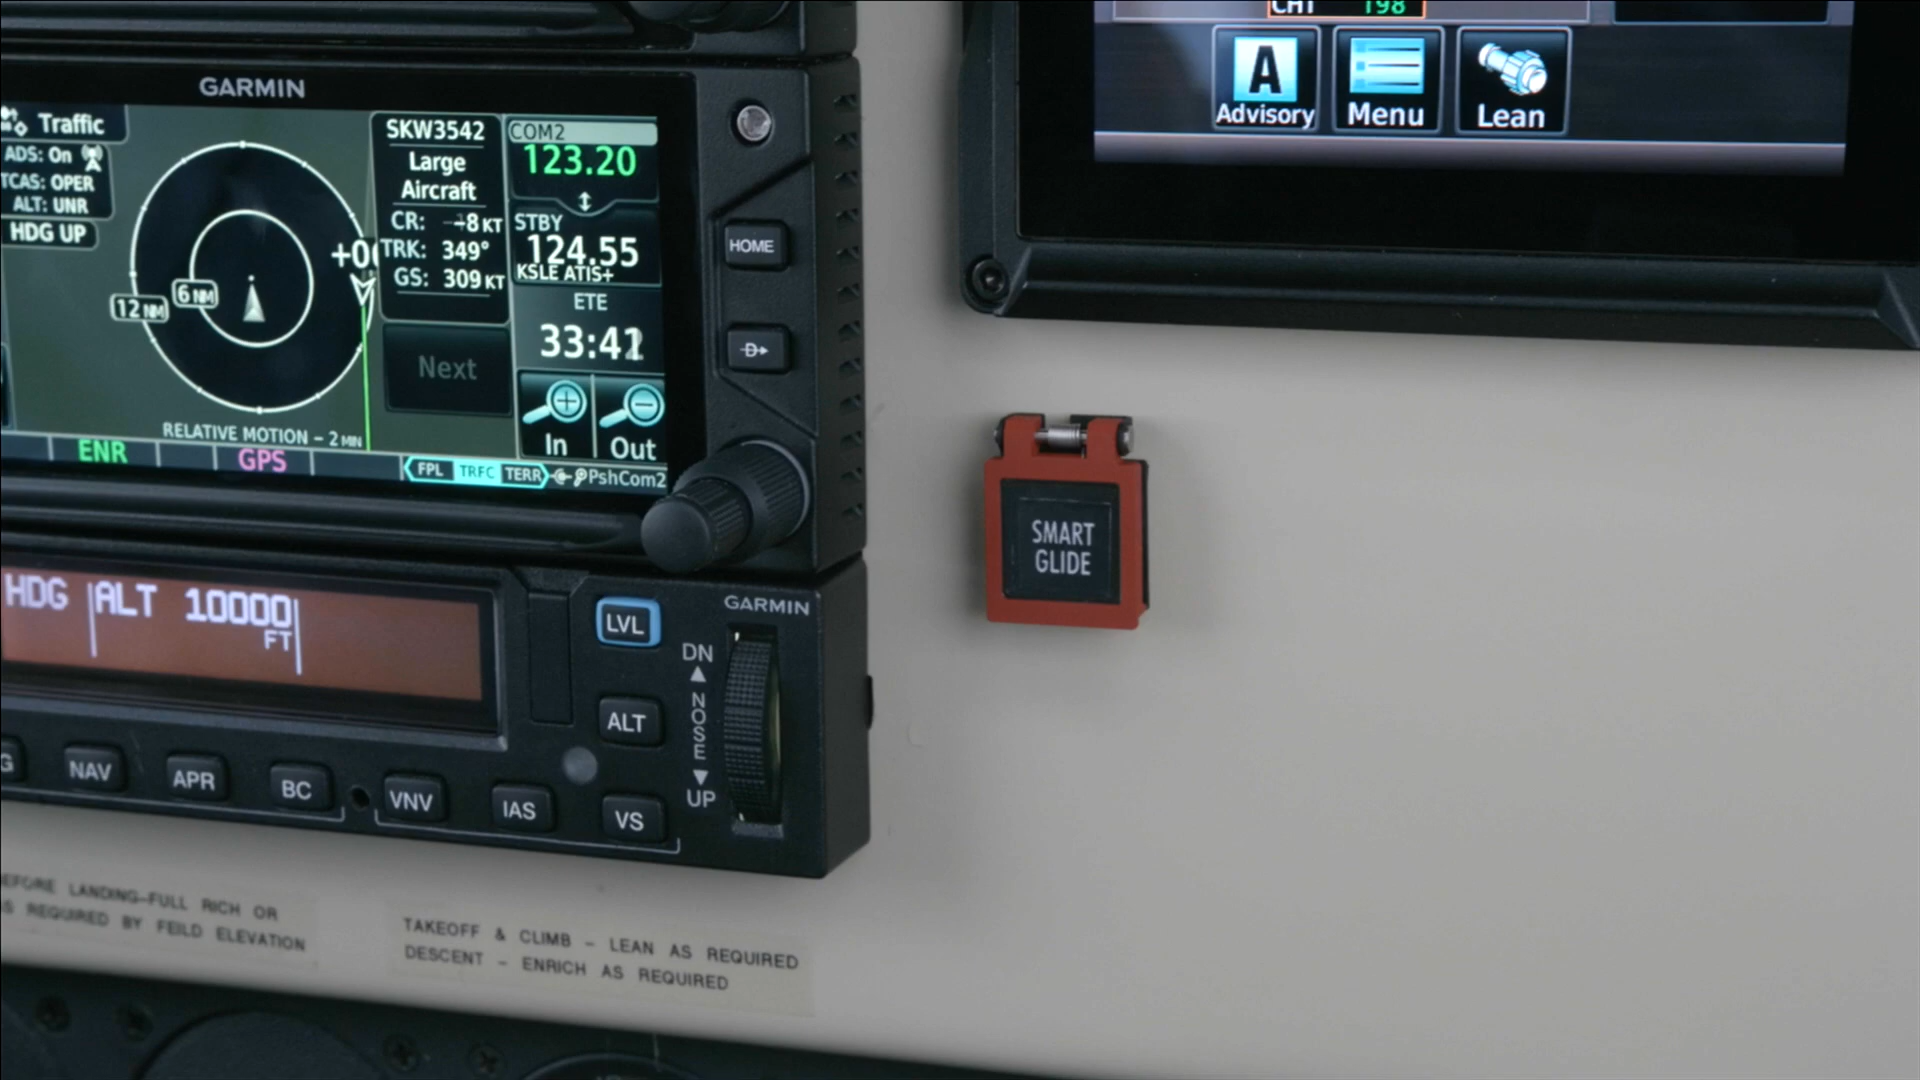 GARMIN
Traffic
ADS: On
TCAS: OPER
ALT: UNR
HDG UP
12 NM
6 NM
RELATIVE MOTION – 2 MIN
SKW3542
Large
Aircraft
CR: -8 KT
TRK: 349°
GS: 309 KT
Next
COM2
123.20
STBY
124.55
KSLE ATIS+
ETE
In
Out
ENR
GPS
FPL TRFC TERR PshCom2
HOME
D
CHT 198
A
Advisory
Menu
Lean
SMART
GLIDE
HDG ALT 10000
FT
GARMIN
LVL
ALT
DN
NOSE
UP
NAV
APR
BC
VNV
IAS
VS
LANDING-FULL RICH OR
REQUIRED BY FEILD ELEVATION
TAKEOFF & CLIMB - LEAN AS REQUIRED
DESCENT - ENRICH AS REQUIRED